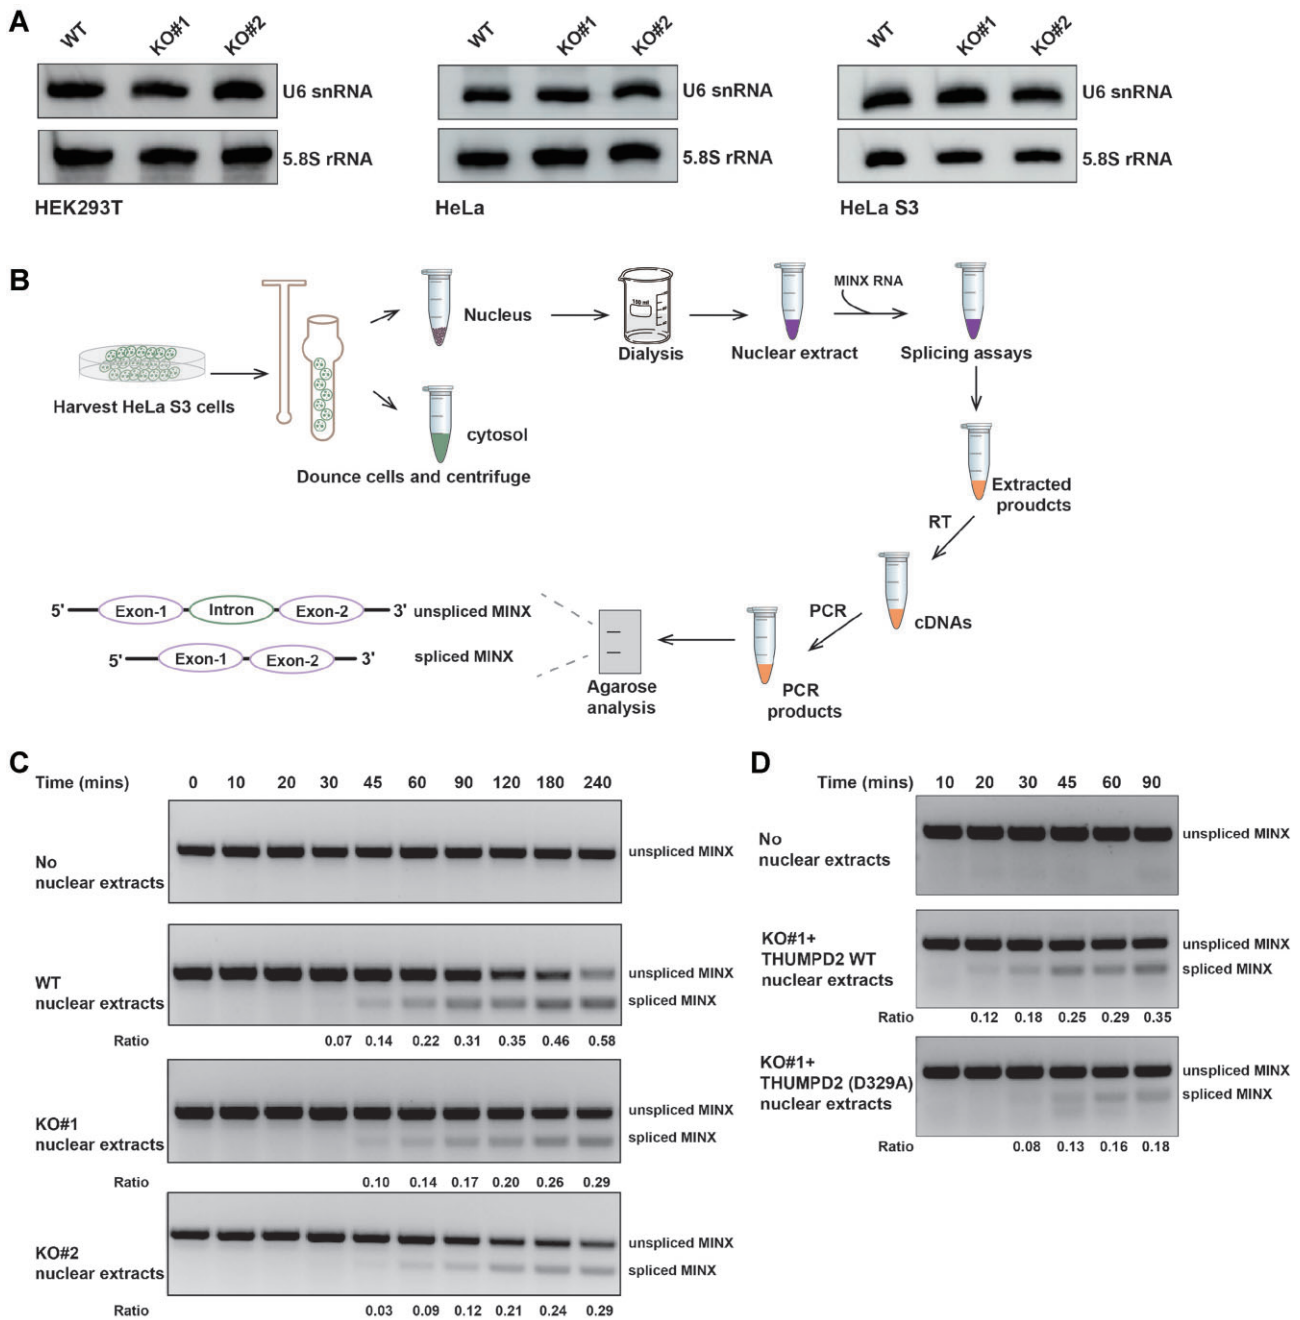 A
WT KO#1 KO#2
U6 snRNA
5.8S rRNA
HEK293T
WT KO#1 KO#2
U6 snRNA
5.8S rRNA
HeLa
WT KO#1 KO#2
U6 snRNA
5.8S rRNA
HeLa S3
B
Harvest HeLa S3 cells
Nucleus
cytosol
Dounce cells and centrifuge
100 ml
Dialysis
Nuclear extract
MINX RNA
Splicing assays
Extracted
proudcts
RT
cDNAs
PCR
PCR
products
Agarose
analysis
5' Exon-1 Intron Exon-2 3' unspliced MINX
5' Exon-1 Exon-2 3' spliced MINX
C
Time (mins) 0 10 20 30 45 60 90 120 180 240
No
nuclear extracts
unspliced MINX
WT
nuclear extracts
unspliced MINX
spliced MINX
Ratio 0.07 0.14 0.22 0.31 0.35 0.46 0.58
KO#1
nuclear extracts
unspliced MINX
spliced MINX
Ratio 0.10 0.14 0.17 0.20 0.26 0.29
KO#2
nuclear extracts
unspliced MINX
spliced MINX
Ratio 0.03 0.09 0.12 0.21 0.24 0.29
D
Time (mins) 10 20 30 45 60 90
No
nuclear extracts
unspliced MINX
KO#1+
THUMPD2 WT
nuclear extracts
unspliced MINX
spliced MINX
Ratio 0.12 0.18 0.25 0.29 0.35
KO#1+
THUMPD2 (D329A)
nuclear extracts
unspliced MINX
spliced MINX
Ratio 0.08 0.13 0.16 0.18